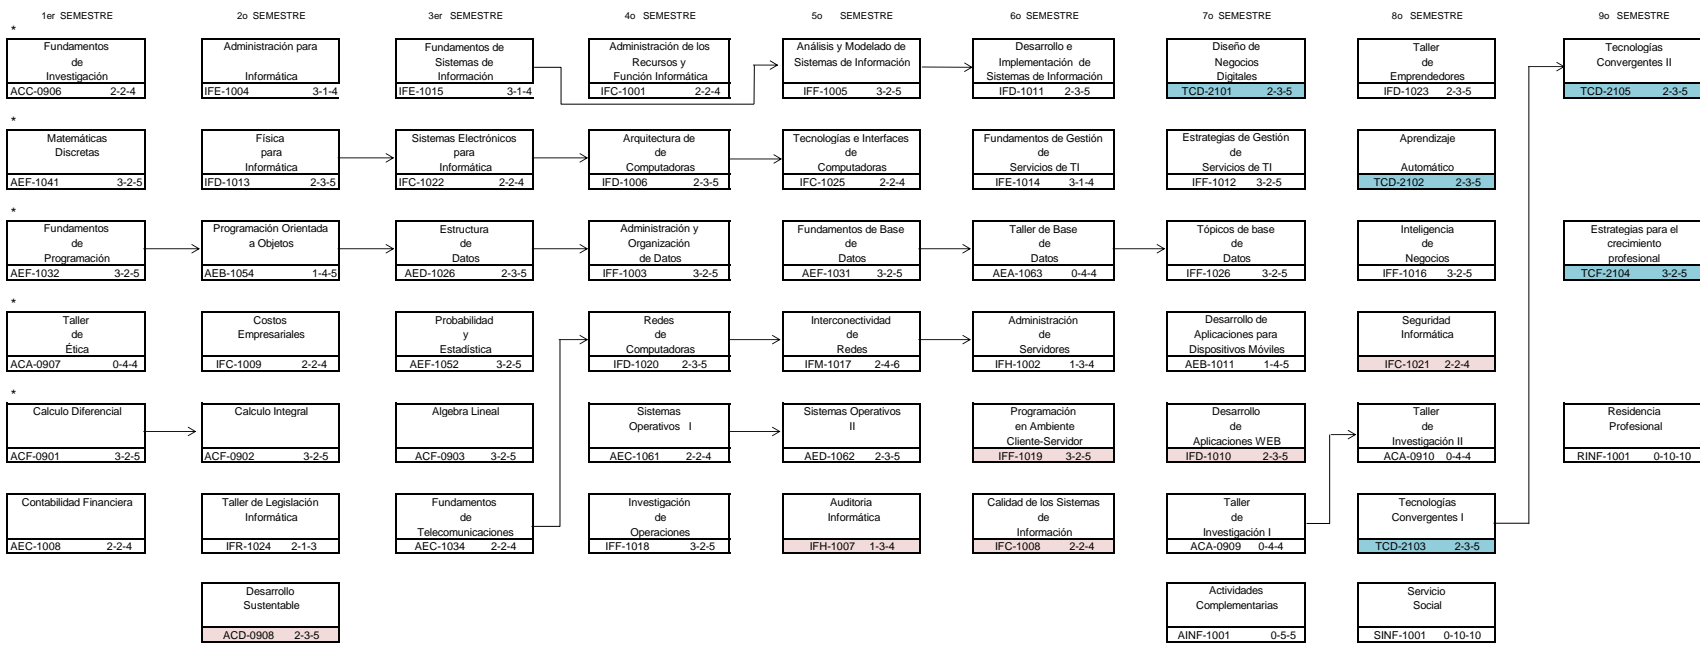 1er SEMESTRE
2o SEMESTRE
3er SEMESTRE
4o SEMESTRE
5o SEMESTRE
6o SEMESTRE
7o SEMESTRE
8o SEMESTRE
9o SEMESTRE
*
Fundamentos
de
Investigación
ACC-0906 2-2-4
Administración para
Informática
IFE-1004 3-1-4
Fundamentos de
Sistemas de
Información
IFE-1015 3-1-4
Administración de los
Recursos y
Función Informática
IFC-1001 2-2-4
Análisis y Modelado de
Sistemas de Información
IFF-1005 3-2-5
Desarrollo e
Implementación de
Sistemas de Información
IFD-1011 2-3-5
Diseño de
Negocios
Digitales
TCD-2101 2-3-5
Taller
de
Emprendedores
IFD-1023 2-3-5
Tecnologías
Convergentes II
TCD-2105 2-3-5
*
Matemáticas
Discretas
AEF-1041 3-2-5
Física
para
Informática
IFD-1013 2-3-5
Sistemas Electrónicos
para
Informática
IFC-1022 2-2-4
Arquitectura de
de
Computadoras
IFD-1006 2-3-5
Tecnologías e Interfaces
de
Computadoras
IFC-1025 2-2-4
Fundamentos de Gestión
de
Servicios de TI
IFE-1014 3-1-4
Estrategias de Gestión
de
Servicios de TI
IFF-1012 3-2-5
Aprendizaje
Automático
TCD-2102 2-3-5
*
Fundamentos
de
Programación
AEF-1032 3-2-5
Programación Orientada
a Objetos
AEB-1054 1-4-5
Estructura
de
Datos
AED-1026 2-3-5
Administración y
Organización
de Datos
IFF-1003 3-2-5
Fundamentos de Base
de
Datos
AEF-1031 3-2-5
Taller de Base
de
Datos
AEA-1063 0-4-4
Tópicos de base
de
Datos
IFF-1026 3-2-5
Inteligencia
de
Negocios
IFF-1016 3-2-5
Estrategias para el
crecimiento
profesional
TCF-2104 3-2-5
*
Taller
de
Ética
ACA-0907 0-4-4
Costos
Empresariales
IFC-1009 2-2-4
Probabilidad
y
Estadística
AEF-1052 3-2-5
Redes
de
Computadoras
IFD-1020 2-3-5
Interconectividad
de
Redes
IFM-1017 2-4-6
Administración
de
Servidores
IFH-1002 1-3-4
Desarrollo de
Aplicaciones para
Dispositivos Móviles
AEB-1011 1-4-5
Seguridad
Informática
IFC-1021 2-2-4
*
Calculo Diferencial
ACF-0901 3-2-5
Calculo Integral
ACF-0902 3-2-5
Algebra Lineal
ACF-0903 3-2-5
Sistemas
Operativos I
AEC-1061 2-2-4
Sistemas Operativos
II
AED-1062 2-3-5
Programación
en Ambiente
Cliente-Servidor
IFF-1019 3-2-5
Desarrollo
de
Aplicaciones WEB
IFD-1010 2-3-5
Taller
de
Investigación II
ACA-0910 0-4-4
Residencia
Profesional
RINF-1001 0-10-10
Contabilidad Financiera
AEC-1008 2-2-4
Taller de Legislación
Informática
IFR-1024 2-1-3
Fundamentos
de
Telecomunicaciones
AEC-1034 2-2-4
Investigación
de
Operaciones
IFF-1018 3-2-5
Auditoria
Informática
IFH-1007 1-3-4
Calidad de los Sistemas
de
Información
IFC-1008 2-2-4
Taller
de
Investigación I
ACA-0909 0-4-4
Tecnologías
Convergentes I
TCD-2103 2-3-5
Desarrollo
Sustentable
ACD-0908 2-3-5
Actividades
Complementarias
AINF-1001 0-5-5
Servicio
Social
SINF-1001 0-10-10